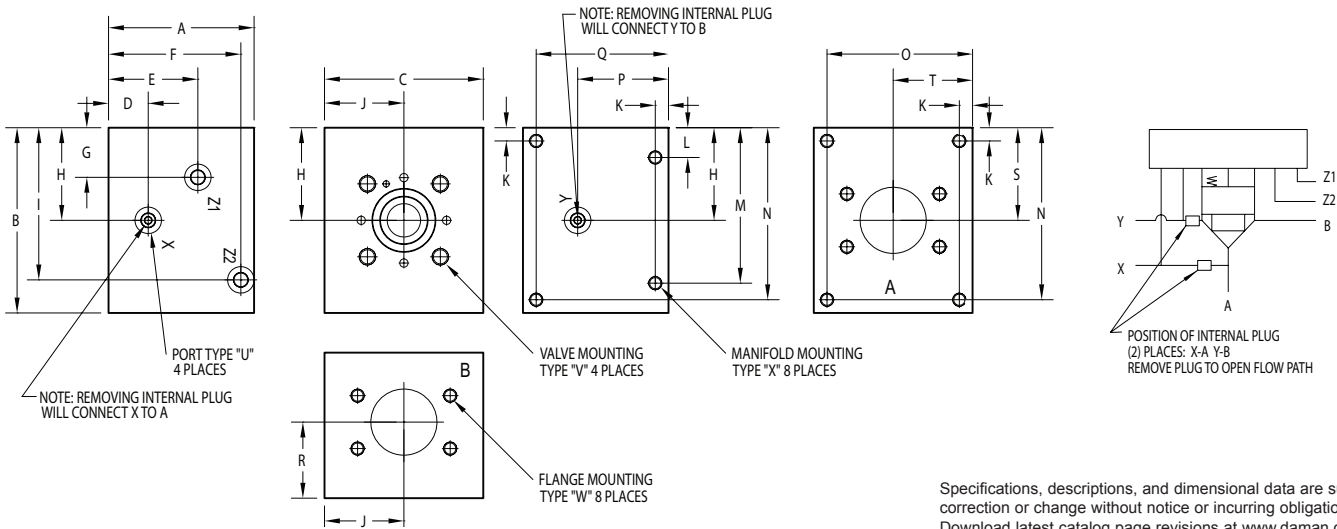 NOTE: REMOVING INTERNAL PLUG
WILL CONNECT Y TO B
A
F
E
D
G
H
I
B
Z1
X
Z2
PORT TYPE "U"
4 PLACES
NOTE: REMOVING INTERNAL PLUG
WILL CONNECT X TO A
C
J
H
VALVE MOUNTING
TYPE "V" 4 PLACES
Q
P
K
K
L
H
M
N
Y
MANIFOLD MOUNTING
TYPE "X" 8 PLACES
O
T
K
K
S
N
A
Z1
Z2
B
Y
X
A
W
POSITION OF INTERNAL PLUG
(2) PLACES: X-A Y-B
REMOVE PLUG TO OPEN FLOW PATH
B
R
J
FLANGE MOUNTING
TYPE "W" 8 PLACES
Specifications, descriptions, and dimensional data are
correction or change without notice or incurring
Download latest catalog page revisions at